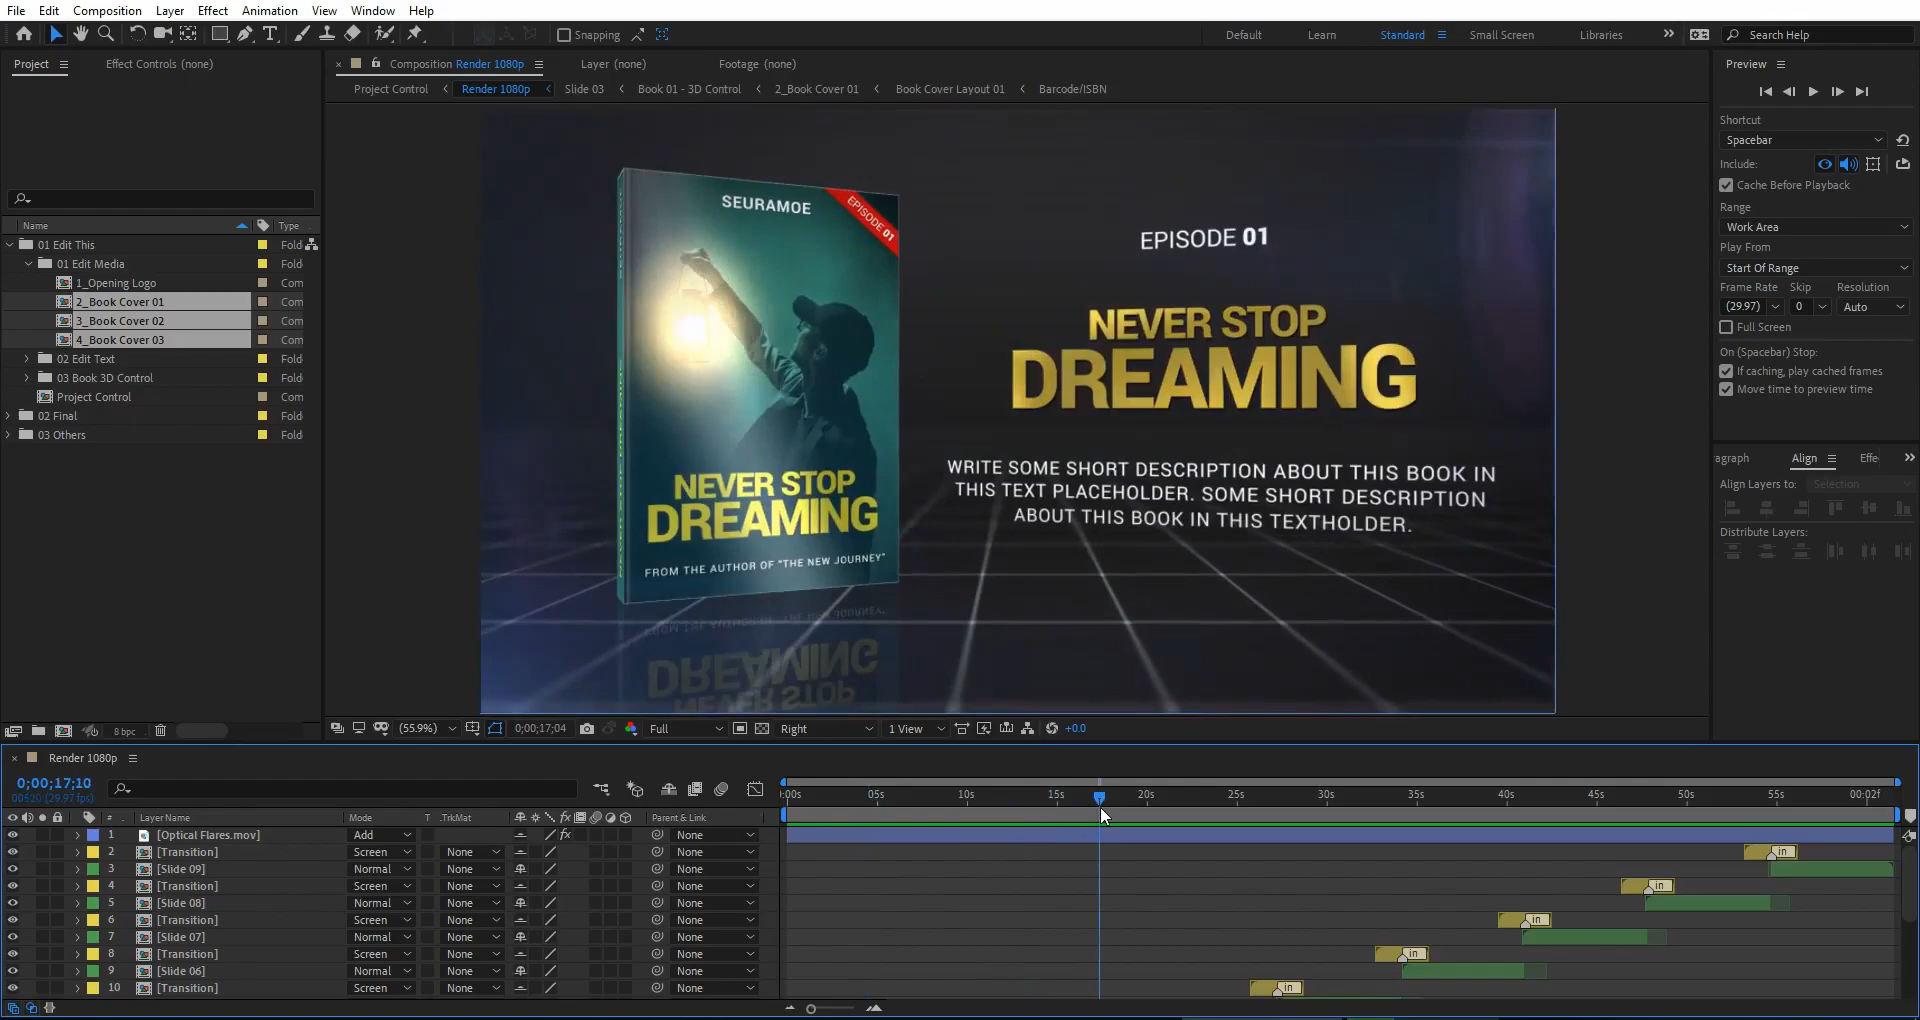 File Edit Composition Layer Effect Animation View Window Help
Snapping
Default Learn Standard Small Screen Libraries Search Help
Project Effect Controls (none)
Composition Render 1080p Layer (none) Footage (none)
Project Control Render 1080p Slide 03 Book 01 - 3D Control 2_Book Cover 01 Book Cover Layout 01 Barcode/ISBN
Name Type
01 Edit This Fold
01 Edit Media Fold
1_Opening Logo Com
2_Book Cover 01 Com
3_Book Cover 02 Com
4_Book Cover 03 Com
02 Edit Text Fold
03 Book 3D Control Fold
Project Control Com
02 Final Fold
03 Others Fold
8 bpc
SEURAMOE
EPISODE 01
NEVER STOP
DREAMING
FROM THE AUTHOR OF "THE NEW JOURNEY"
EPISODE 01
NEVER STOP
DREAMING
WRITE SOME SHORT DESCRIPTION ABOUT THIS BOOK IN
THIS TEXT PLACEHOLDER. SOME SHORT DESCRIPTION
ABOUT THIS BOOK IN THIS TEXTHOLDER.
(55.9%) 0;00;17;04 Full Right 1 View +0.0
Preview
Shortcut
Spacebar
Include:
Cache Before Playback
Range
Work Area
Play From
Start Of Range
Frame Rate Skip Resolution
(29.97) 0 Auto
Full Screen
On (Spacebar) Stop:
If caching, play cached frames
Move time to preview time
ragraph Align Effe
Align Layers to: Selection
Distribute Layers:
Render 1080p
0;00;17;10
00520 (29.97 fps)
:00s 05s 10s 15s 20s 25s 30s 35s 40s 45s 50s 55s 00:02f
# Layer Name Mode T .TrkMat fx Parent & Link
1 [Optical Flares.mov] Add fx None
2 [Transition] Screen None None in
3 [Slide 09] Normal None None
4 [Transition] Screen None None in
5 [Slide 08] Normal None None
6 [Transition] Screen None None in
7 [Slide 07] Normal None None
8 [Transition] Screen None None in
9 [Slide 06] Normal None None
10 [Transition] Screen None None in